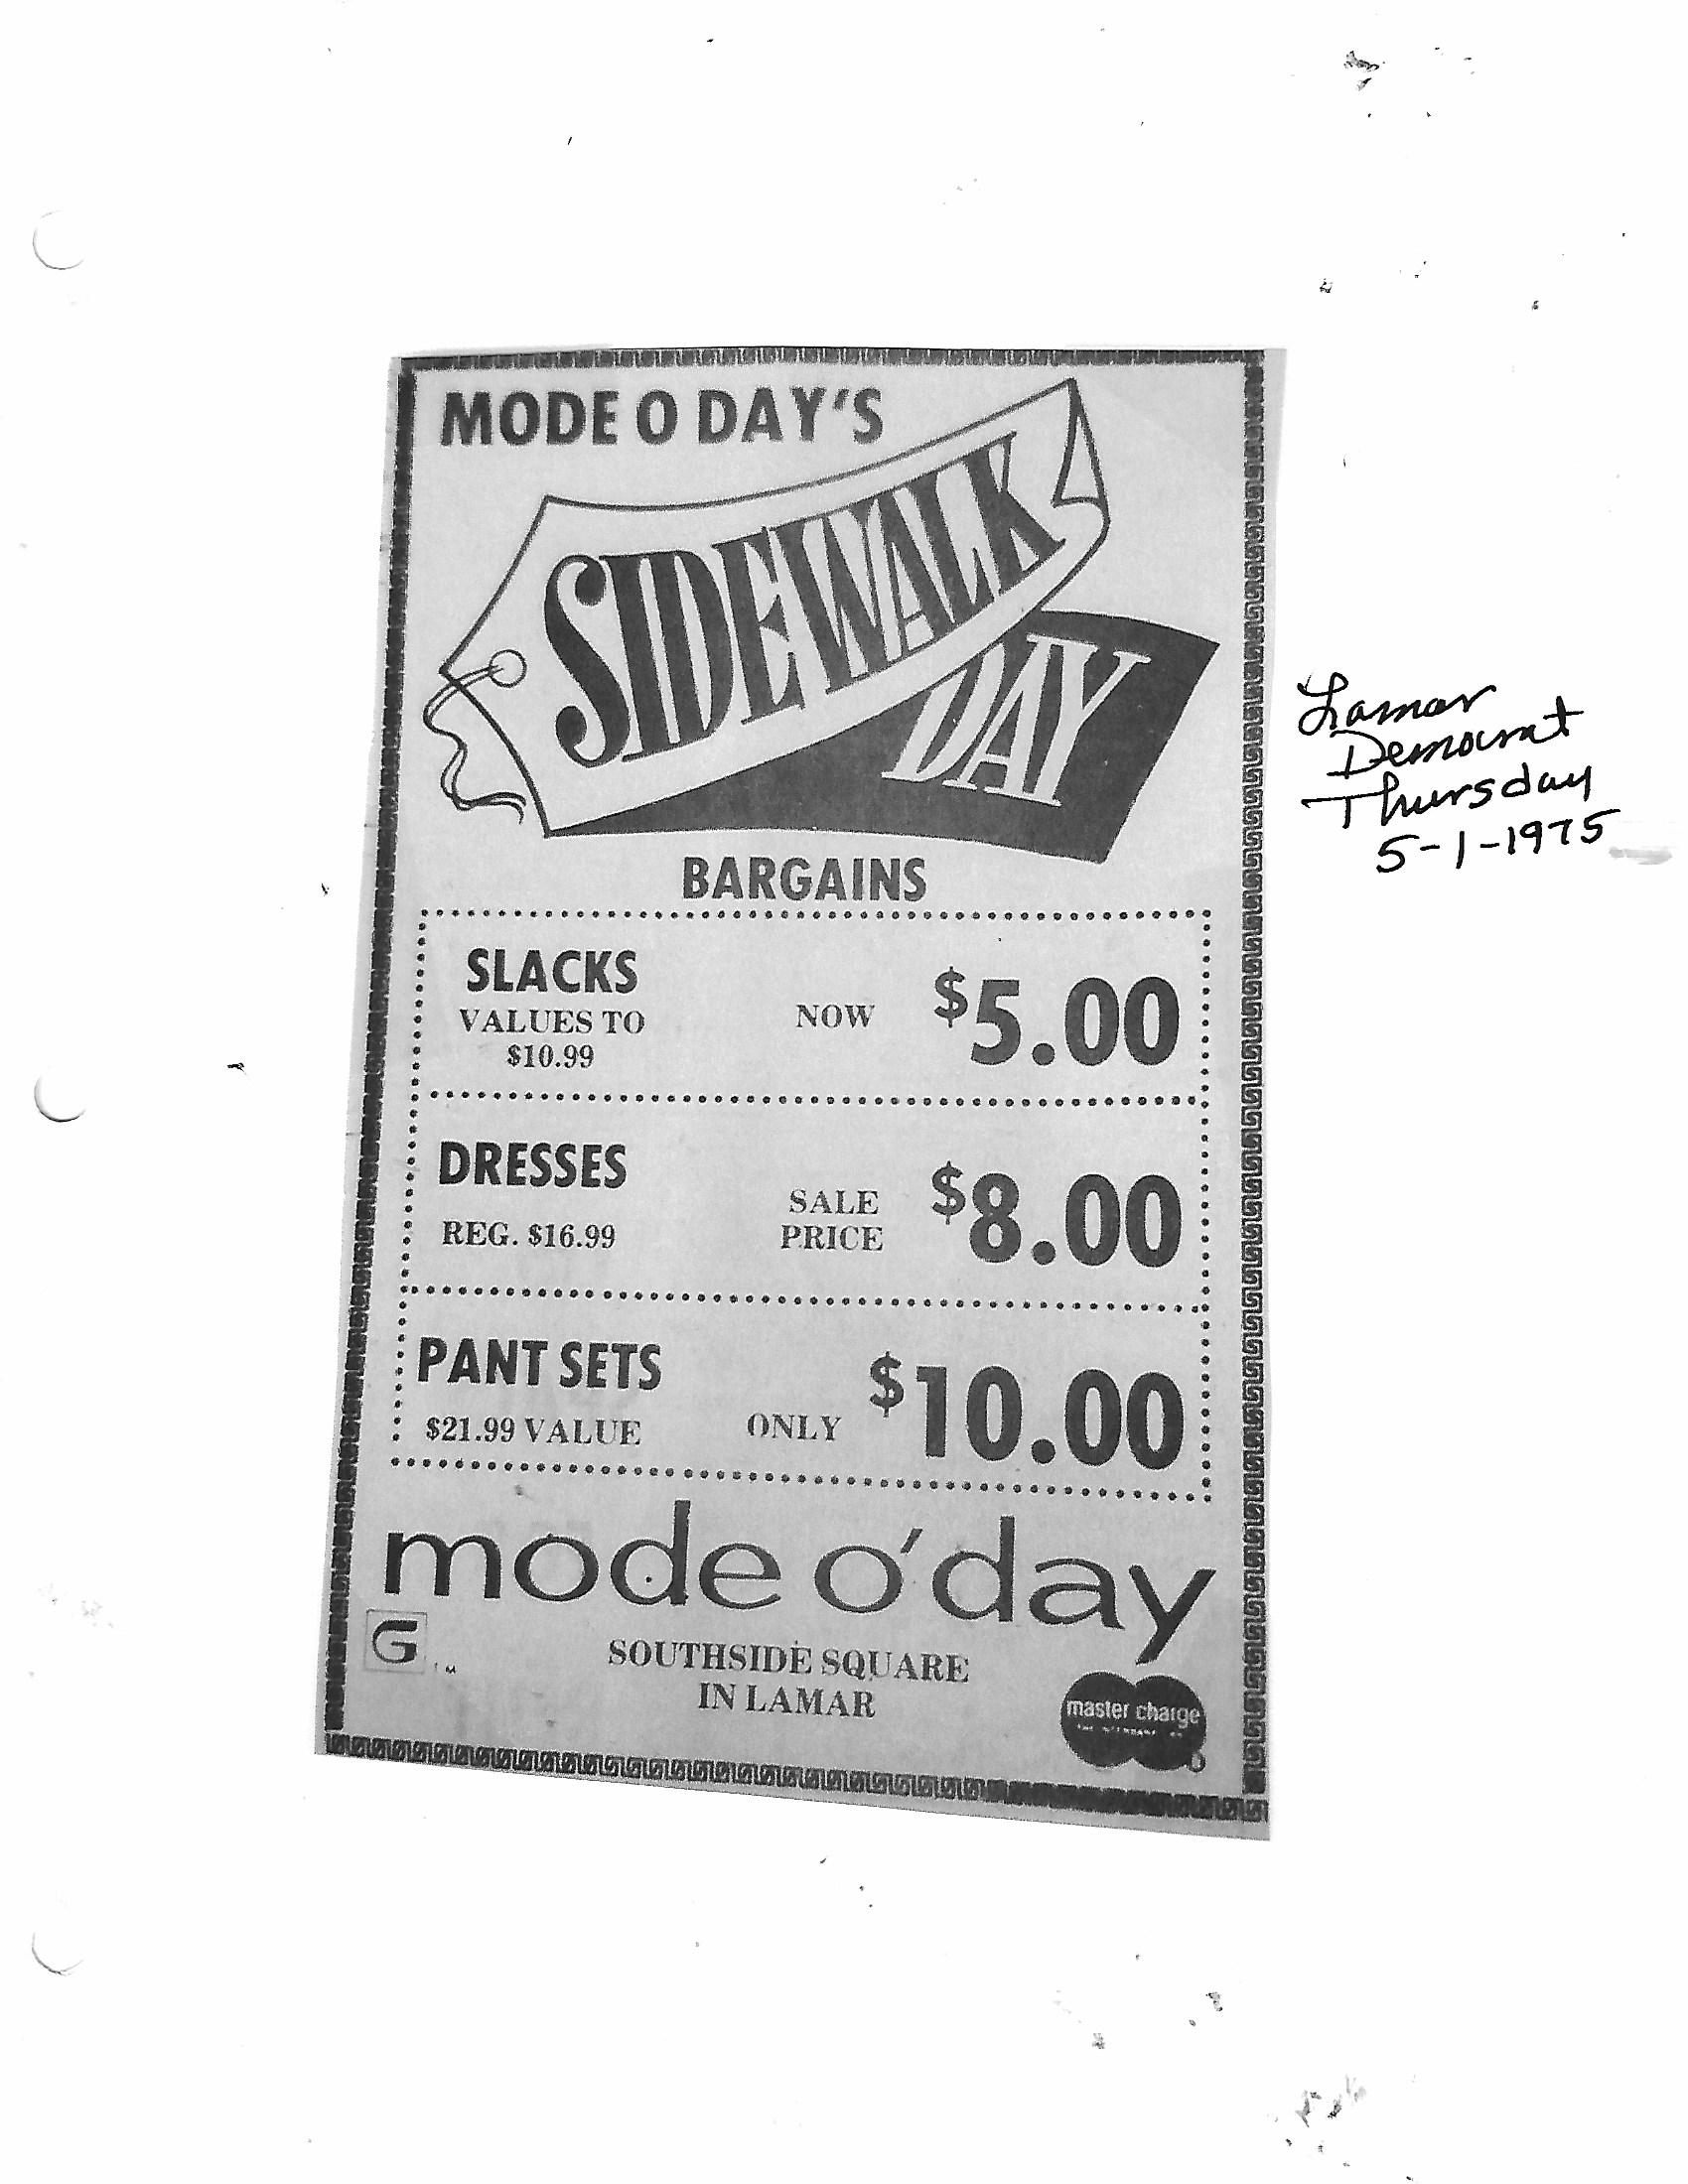 MODE O DAY'S
SIDEWALK
DAY
BARGAINS
SLACKS
VALUES TO
$10.99
NOW
$5.00
DRESSES
REG. $16.99
SALE
PRICE
$8.00
PANT SETS
$21.99 VALUE
ONLY
$10.00
mode o'day
G
SOUTHSIDE SQUARE
IN LAMAR
master charge
Lamar
Democrat
Thursday
5-1-1975